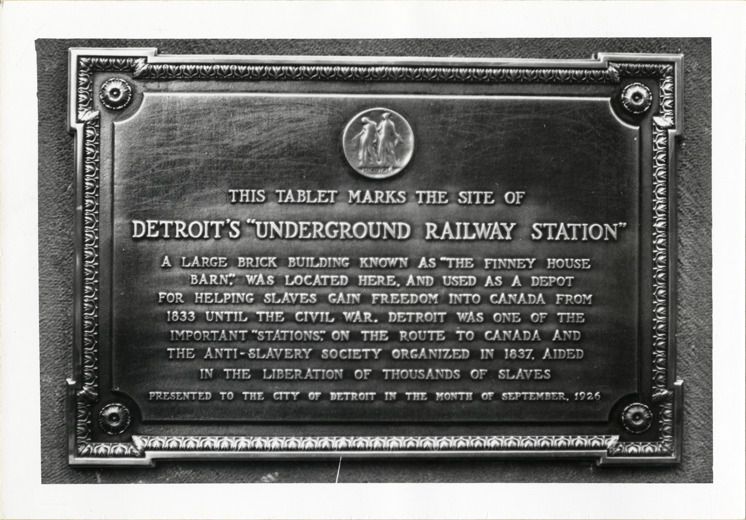 THIS TABLET MARKS THE SITE OF
DETROIT'S "UNDERGROUND RAILWAY STATION"
A LARGE BRICK BUILDING KNOWN AS "THE FINNEY HOUSE
BARN," WAS LOCATED HERE, AND USED AS A DEPOT
FOR HELPING SLAVES GAIN FREEDOM INTO CANADA FROM
1833 UNTIL THE CIVIL WAR. DETROIT WAS ONE OF THE
IMPORTANT "STATIONS," ON THE ROUTE TO CANADA AND
THE ANTI-SLAVERY SOCIETY ORGANIZED IN 1837, AIDED
IN THE LIBERATION OF THOUSANDS OF SLAVES
PRESENTED TO THE CITY OF DETROIT IN THE MONTH OF SEPTEMBER, 1926